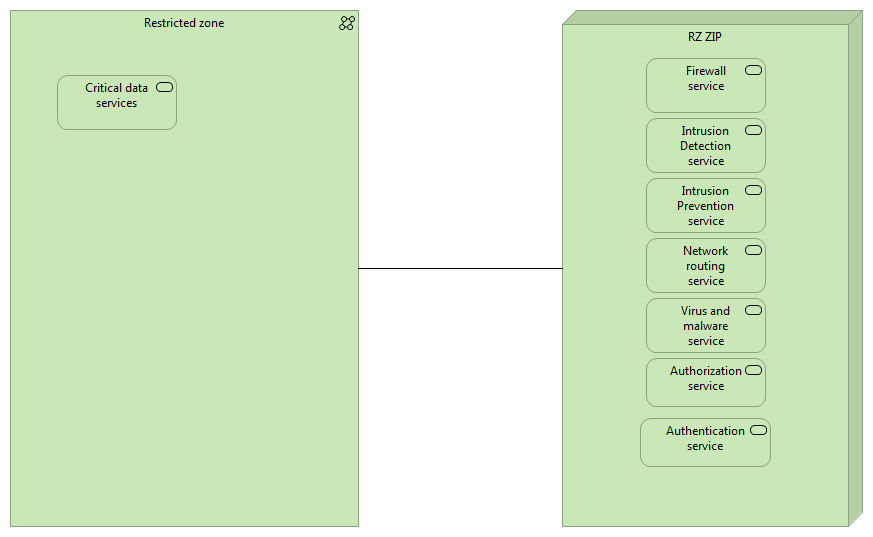 Restricted zone
Critical data
services
RZ ZIP
Firewall
service
Intrusion
Detection
service
Intrusion
Prevention
service
Network
routing
service
Virus and
malware
service
Authorization
service
Authentication
service